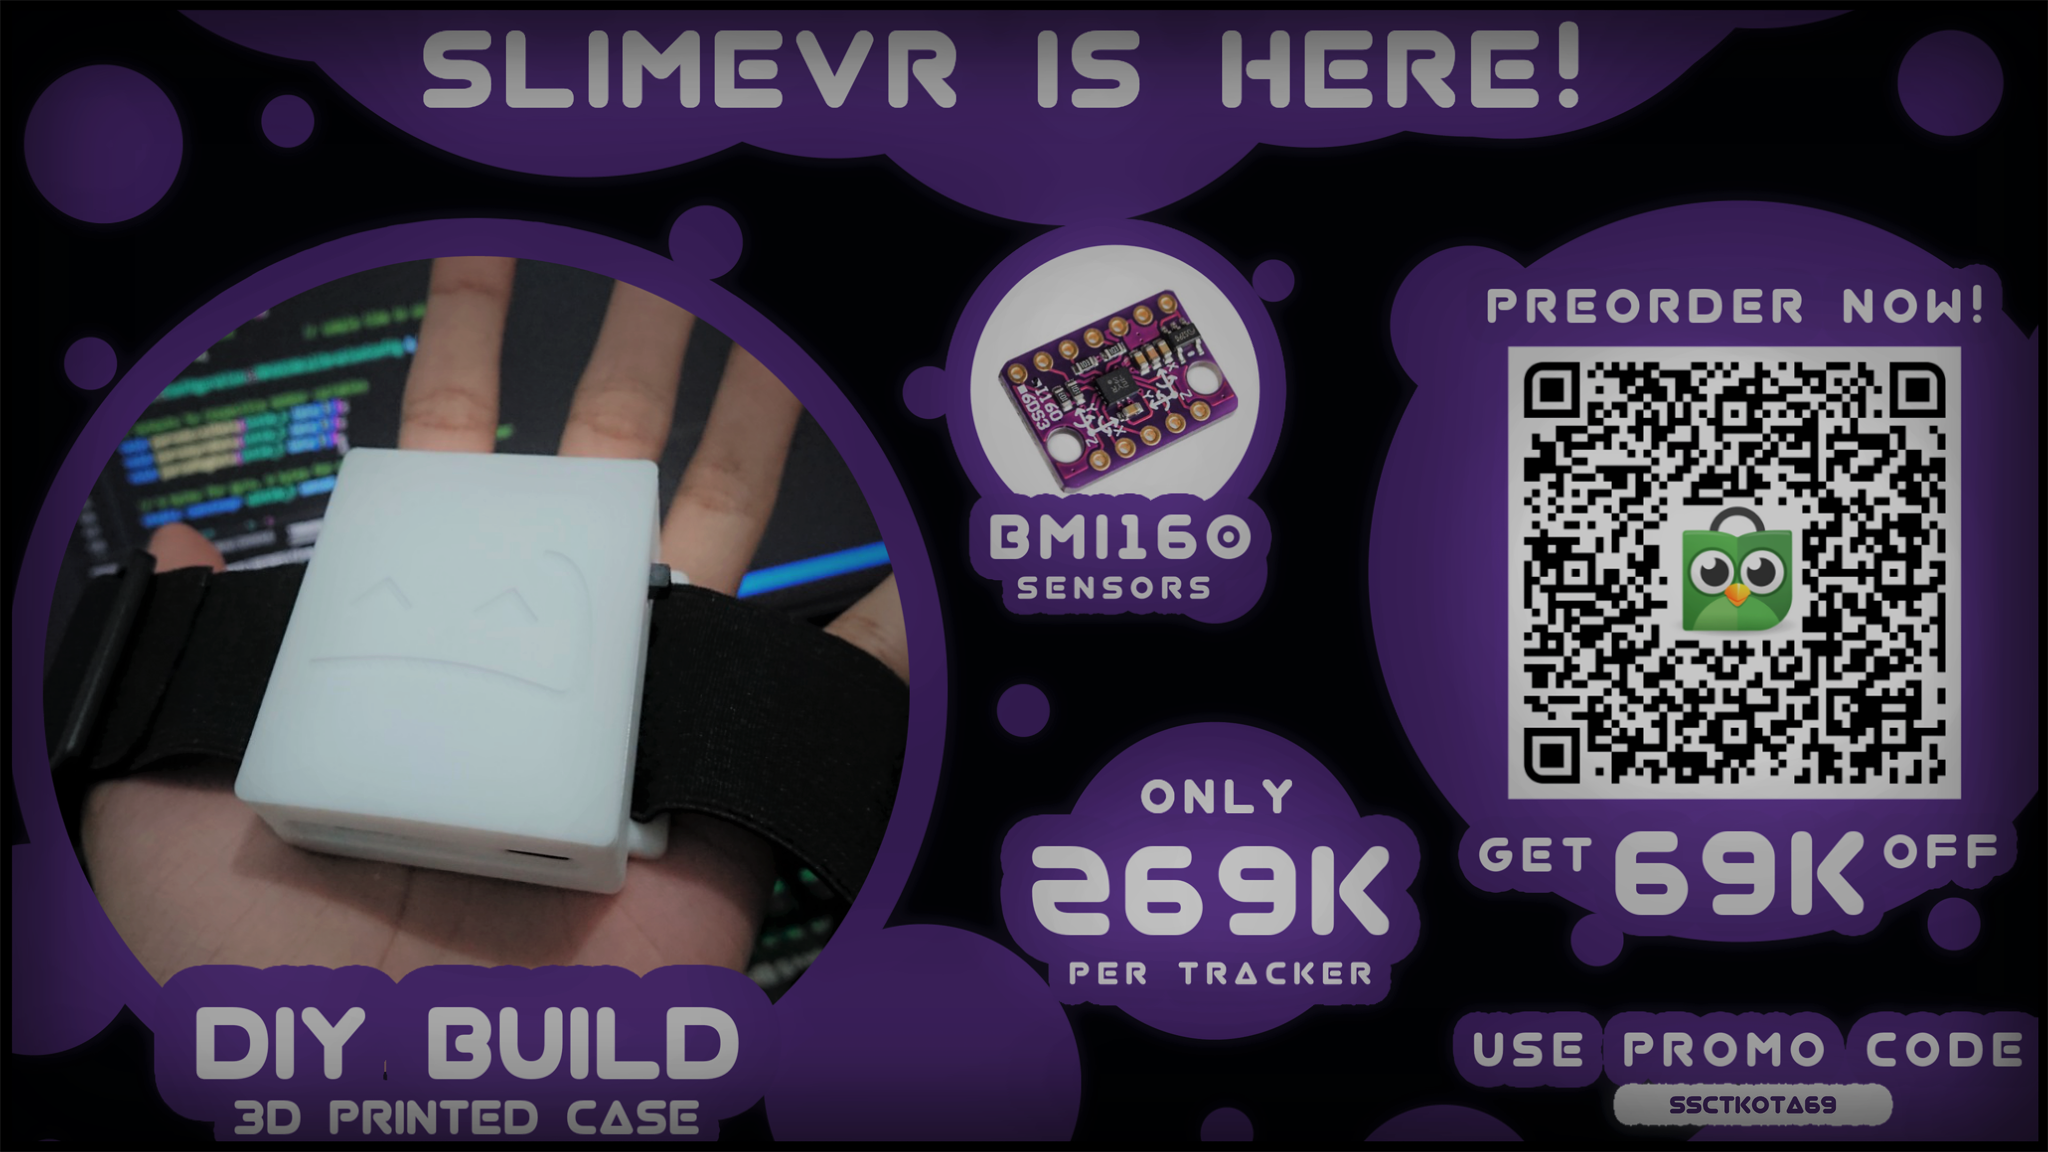 SLIMEVR IS HERE!
BMI160
SENSORS
ONLY
269K
PER TRACKER
DIY BUILD
3D PRINTED CASE
PREORDER NOW!
GET 69K OFF
USE PROMO CODE
SSCTKOTA69